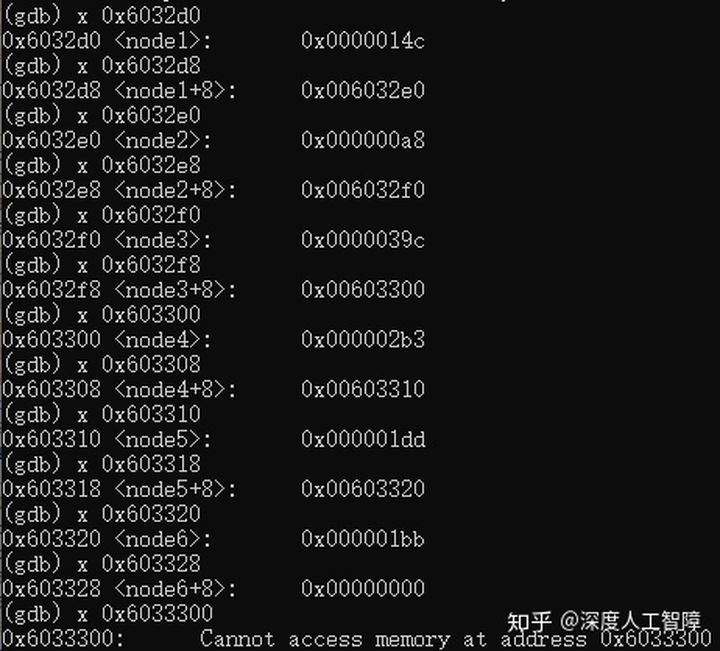 (gdb) x 0x6032d0
0x6032d0 <node1>:       0x0000014c
(gdb) x 0x6032d8
0x6032d8 <node1+8>:     0x006032e0
(gdb) x 0x6032e0
0x6032e0 <node2>:       0x000000a8
(gdb) x 0x6032e8
0x6032e8 <node2+8>:     0x006032f0
(gdb) x 0x6032f0
0x6032f0 <node3>:       0x0000039c
(gdb) x 0x6032f8
0x6032f8 <node3+8>:     0x00603300
(gdb) x 0x603300
0x603300 <node4>:       0x000002b3
(gdb) x 0x603308
0x603308 <node4+8>:     0x00603310
(gdb) x 0x603310
0x603310 <node5>:       0x000001dd
(gdb) x 0x603318
0x603318 <node5+8>:     0x00603320
(gdb) x 0x603320
0x603320 <node6>:       0x000001bb
(gdb) x 0x603328
0x603328 <node6+8>:     0x00000000
(gdb) x 0x6033300
知乎 @深度人工智障
0x6033300:      Cannot access memory at address 0x6033300